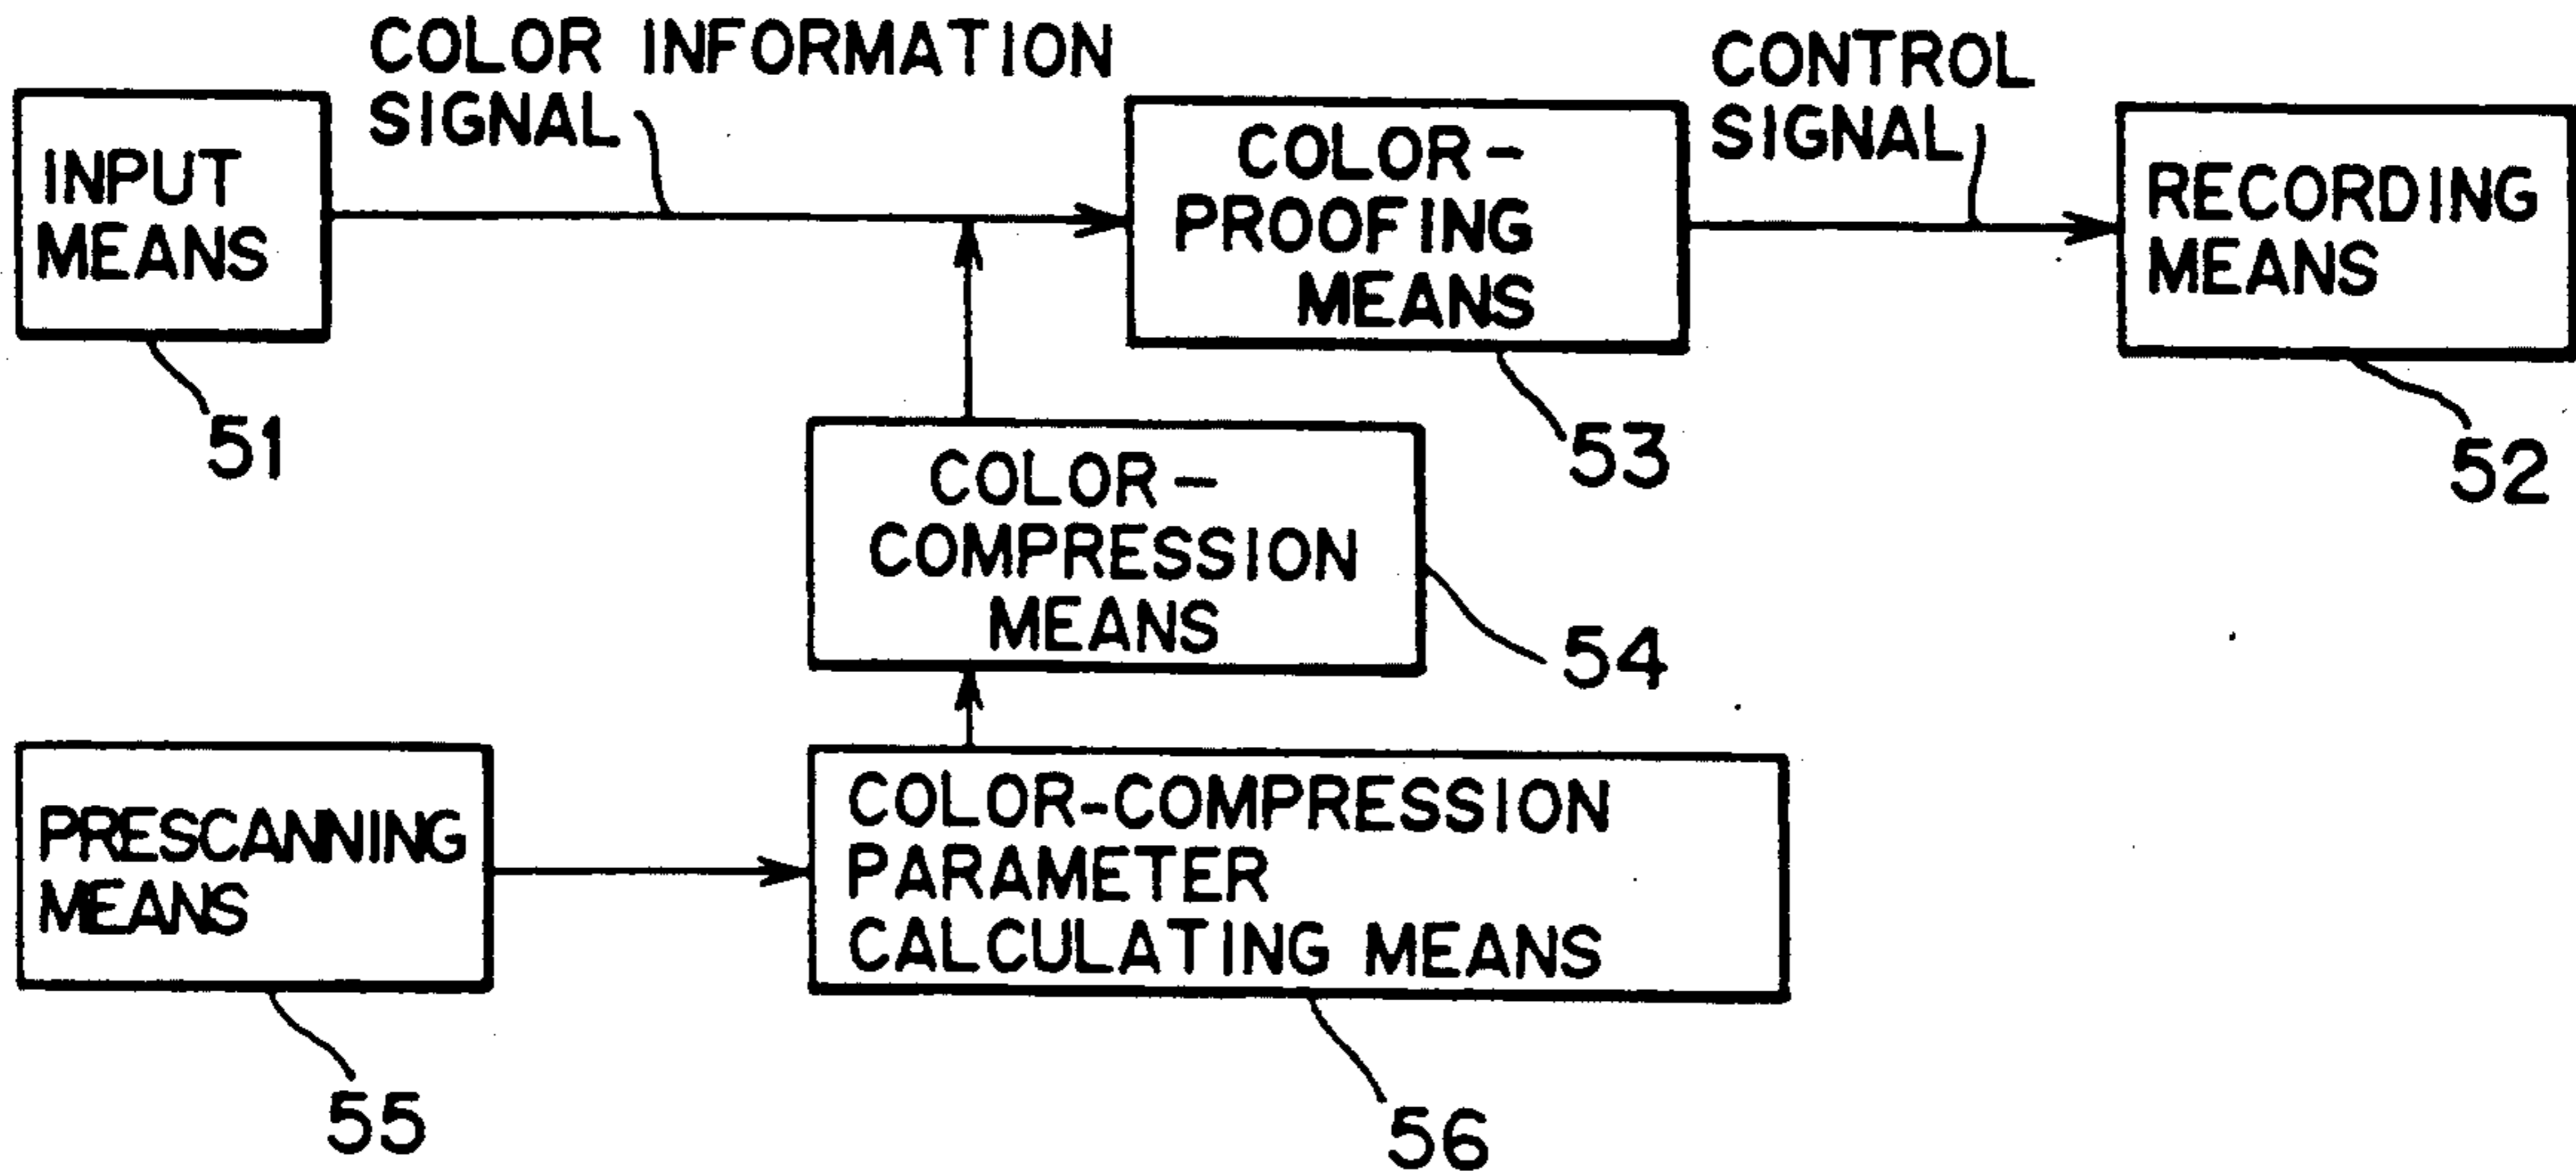 COLOR INFORMATION
SIGNAL
CONTROL
SIGNAL
INPUT
MEANS
COLOR-
PROOFING
MEANS
RECORDING
MEANS
51
53
52
COLOR-
COMPRESSION
MEANS
54
PRESCANNING
MEANS
COLOR-COMPRESSION
PARAMETER
CALCULATING MEANS
55
56